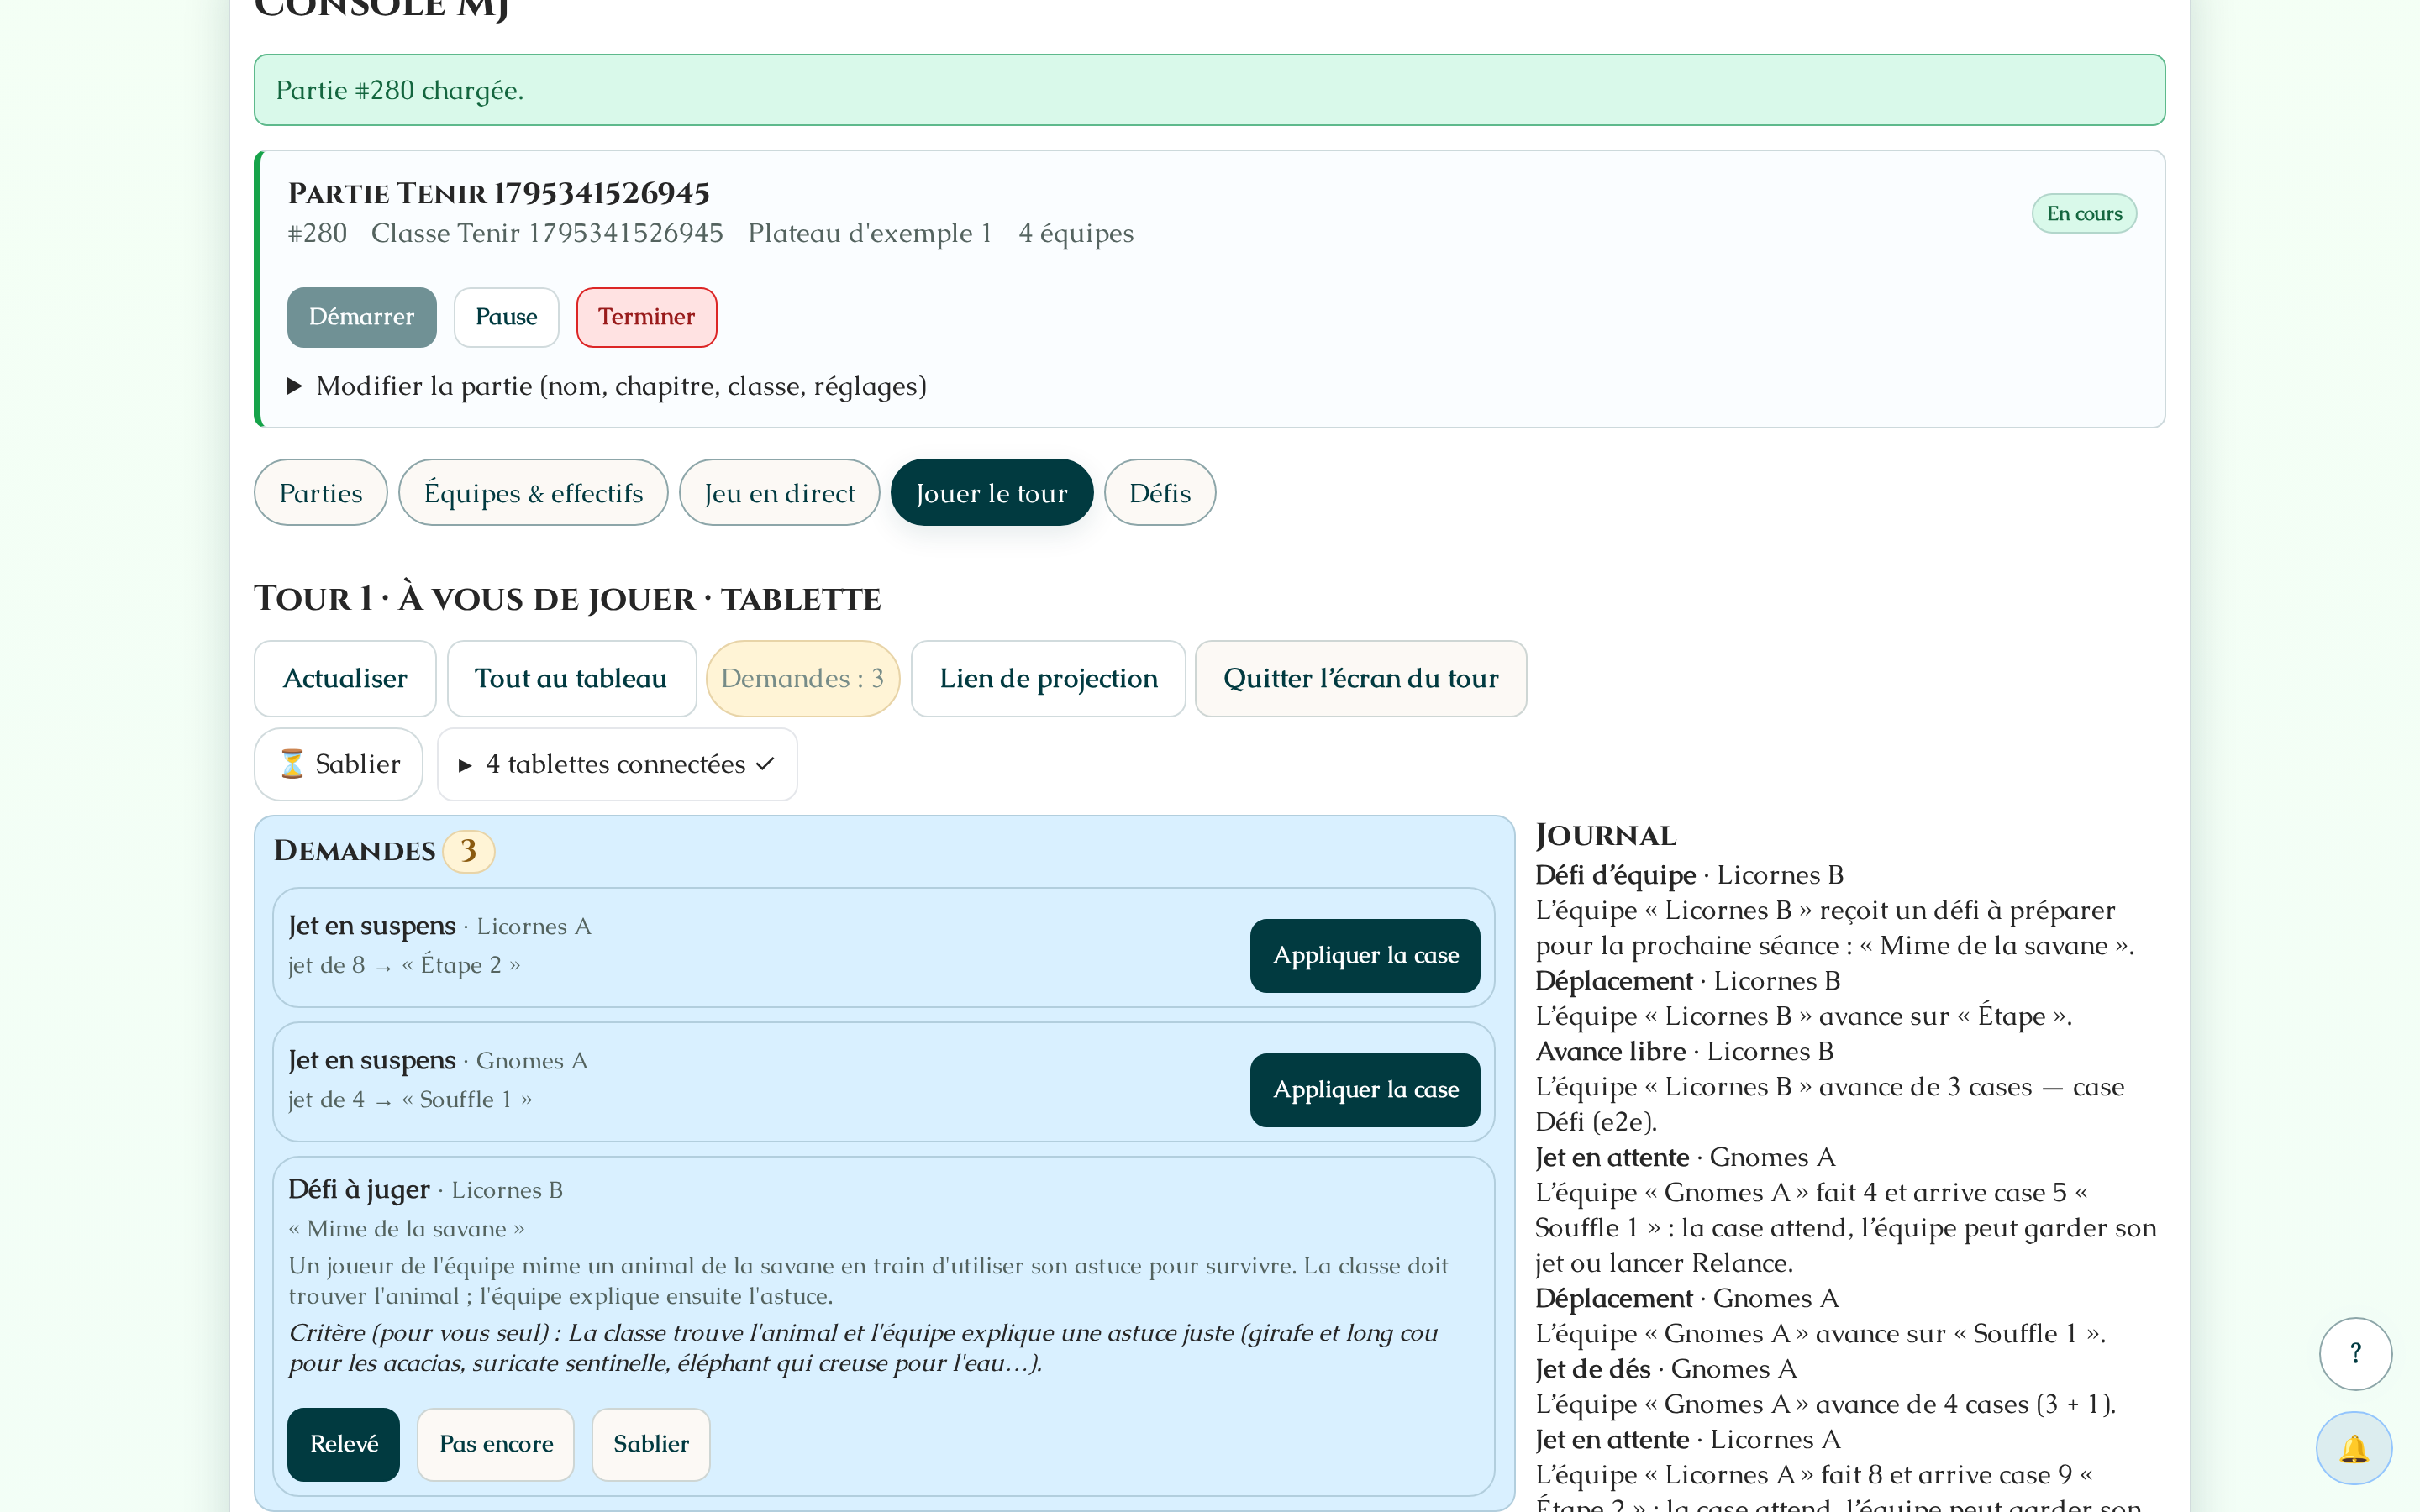 Console MJ
Partie #280 chargée.
Partie Tenir 1795341526945
#280 Classe Tenir 1795341526945 Plateau d'exemple 1 4 équipes
En cours
Démarrer Pause Terminer
▶ Modifier la partie (nom, chapitre, classe, réglages)
Parties Équipes & effectifs Jeu en direct Jouer le tour Défis
Tour 1 · À vous de jouer · tablette
Actualiser Tout au tableau Demandes : 3 Lien de projection Quitter l’écran du tour
⏳ Sablier ▸ 4 tablettes connectées ✓
Demandes 3
Jet en suspens · Licornes A
jet de 8 → « Étape 2 »
Appliquer la case
Jet en suspens · Gnomes A
jet de 4 → « Souffle 1 »
Appliquer la case
Défi à juger · Licornes B
« Mime de la savane »
Un joueur de l'équipe mime un animal de la savane en train d'utiliser son astuce pour survivre. La classe doit
trouver l'animal ; l'équipe explique ensuite l'astuce.
Critère (pour vous seul) : La classe trouve l'animal et l'équipe explique une astuce juste (girafe et long cou
pour les acacias, suricate sentinelle, éléphant qui creuse pour l'eau…).
Relevé Pas encore Sablier
Journal
Défi d’équipe · Licornes B
L’équipe « Licornes B » reçoit un défi à préparer
pour la prochaine séance : « Mime de la savane ».
Déplacement · Licornes B
L’équipe « Licornes B » avance sur « Étape ».
Avance libre · Licornes B
L’équipe « Licornes B » avance de 3 cases — case
Défi (e2e).
Jet en attente · Gnomes A
L’équipe « Gnomes A » fait 4 et arrive case 5 «
Souffle 1 » : la case attend, l’équipe peut garder son
jet ou lancer Relance.
Déplacement · Gnomes A
L’équipe « Gnomes A » avance sur « Souffle 1 ».
Jet de dés · Gnomes A
L’équipe « Gnomes A » avance de 4 cases (3 + 1).
Jet en attente · Licornes A
L’équipe « Licornes A » fait 8 et arrive case 9 «
Étape 2 » : la case attend, l’équipe peut garder son
?